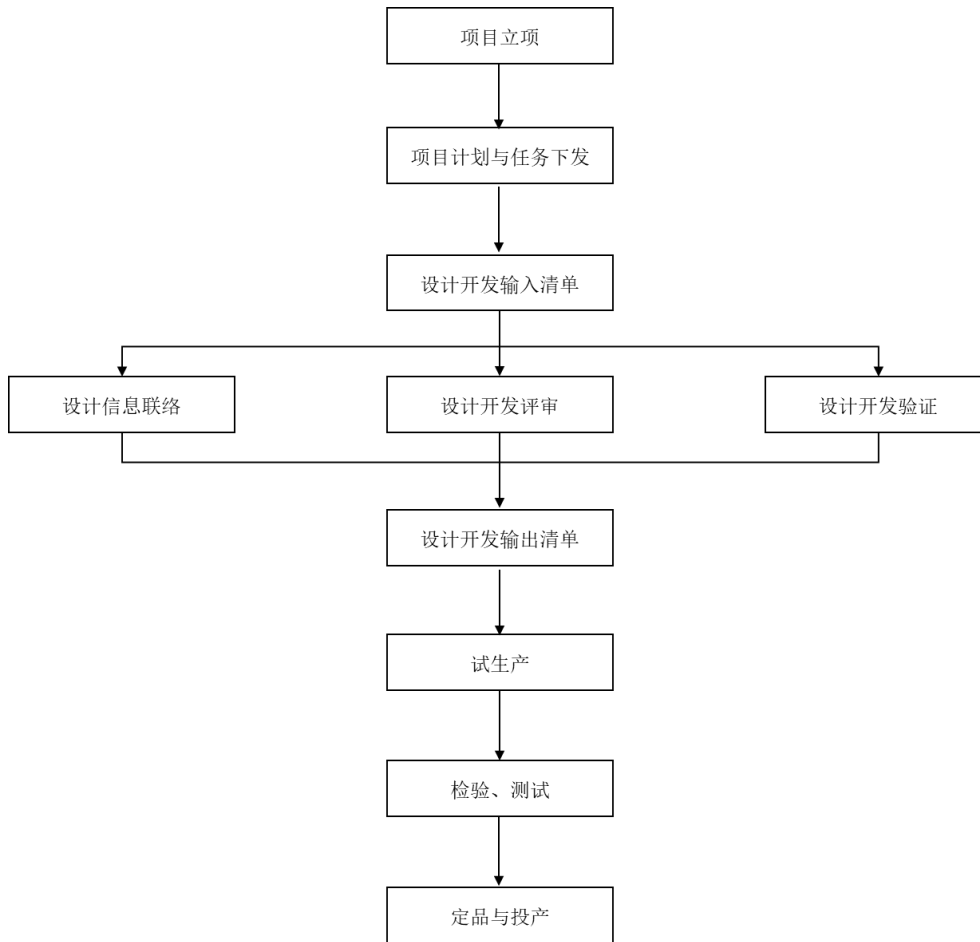 项目立项
项目计划与任务下发
设计开发输入清单
设计信息联络
设计开发评审
设计开发验证
设计开发输出清单
试生产
检验、测试
定品与投产